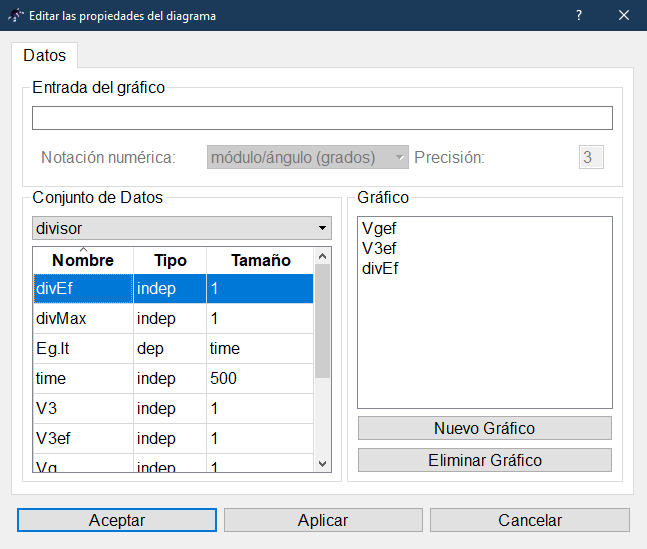 Editar las propiedades del diagrama
?
Datos
Entrada del gráfico
Notación numérica: módulo/ángulo (grados) Precisión: 3
Conjunto de Datos
divisor
Nombre Tipo Tamaño
divEf indep 1
divMax indep 1
Eg.It dep time
time indep 500
V3 indep 1
V3ef indep 1
Vg indep 1
Gráfico
Vgef
V3ef
divEf
Nuevo Gráfico
Eliminar Gráfico
Aceptar Aplicar Cancelar